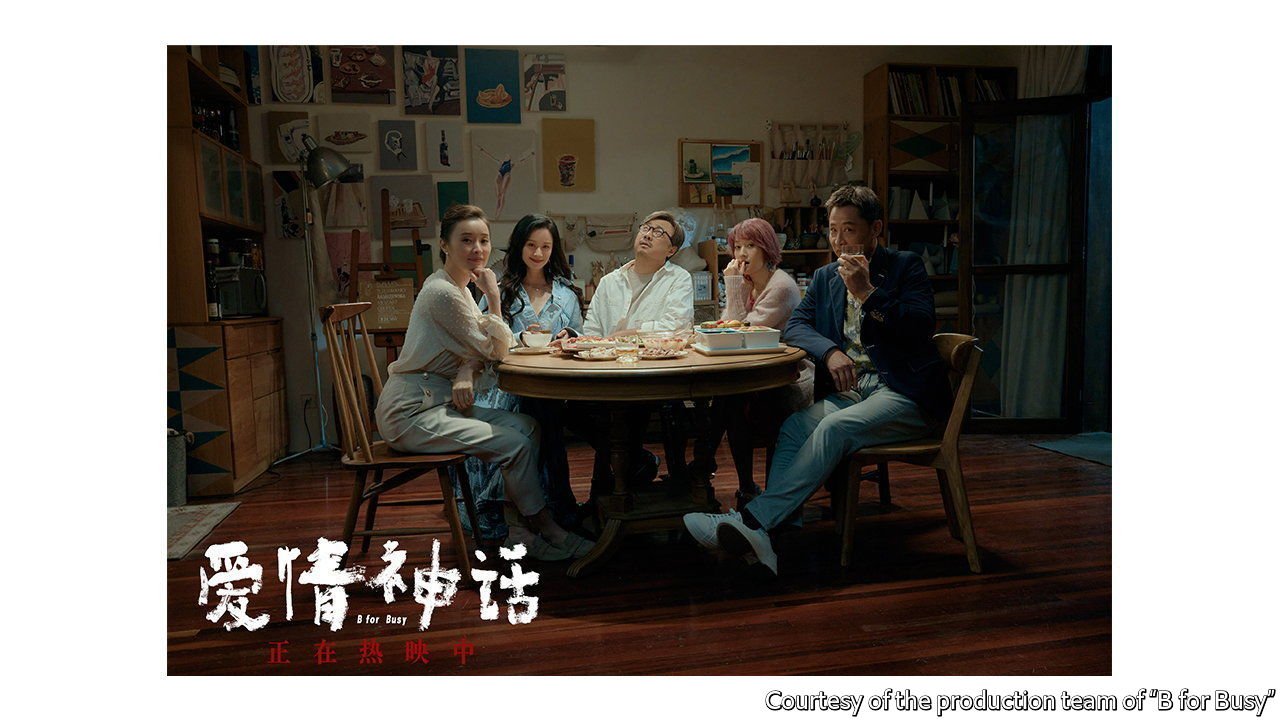 爱情神话
B for Busy
正在热映中
Courtesy of the production team of "B for Busy"